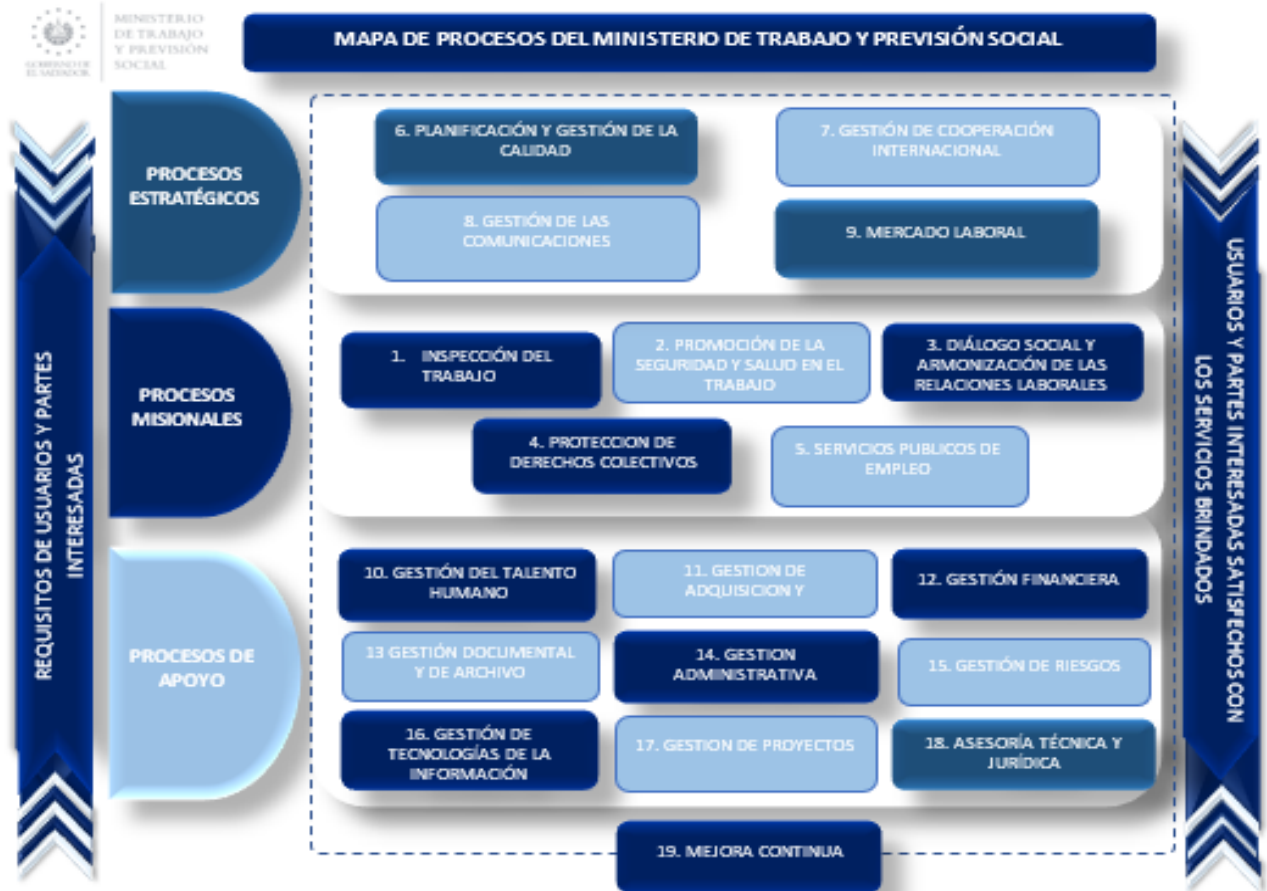 GOBIERNO DE
EL SALVADOR
MINISTERIO
DE TRABAJO
Y PREVISIÓN
SOCIAL
MAPA DE PROCESOS DEL MINISTERIO DE TRABAJO Y PREVISIÓN SOCIAL
REQUISITOS DE USUARIOS Y PARTES
INTERESADAS
PROCESOS
ESTRATÉGICOS
6. PLANIFICACIÓN Y GESTIÓN DE LA
CALIDAD
7. GESTIÓN DE COOPERACIÓN
INTERNACIONAL
8. GESTIÓN DE LAS
COMUNICACIONES
9. MERCADO LABORAL
PROCESOS
MISIONALES
1. INSPECCIÓN DEL
TRABAJO
2. PROMOCIÓN DE LA
SEGURIDAD Y SALUD EN EL
TRABAJO
3. DIÁLOGO SOCIAL Y
ARMONIZACIÓN DE LAS
RELACIONES LABORALES
4. PROTECCION DE
DERECHOS COLECTIVOS
5. SERVICIOS PUBLICOS DE
EMPLEO
PROCESOS DE
APOYO
10. GESTIÓN DEL TALENTO
HUMANO
11. GESTION DE
ADQUISICION Y
12. GESTIÓN FINANCIERA
13 GESTIÓN DOCUMENTAL
Y DE ARCHIVO
14. GESTION
ADMINISTRATIVA
15. GESTIÓN DE RIESGOS
16. GESTIÓN DE
TECNOLOGÍAS DE LA
INFORMACIÓN
17. GESTION DE PROYECTOS
18. ASESORÍA TÉCNICA Y
JURÍDICA
19. MEJORA CONTINUA
USUARIOS Y PARTES INTERESADAS SATISFECHOS CON
LOS SERVICIOS BRINDADOS